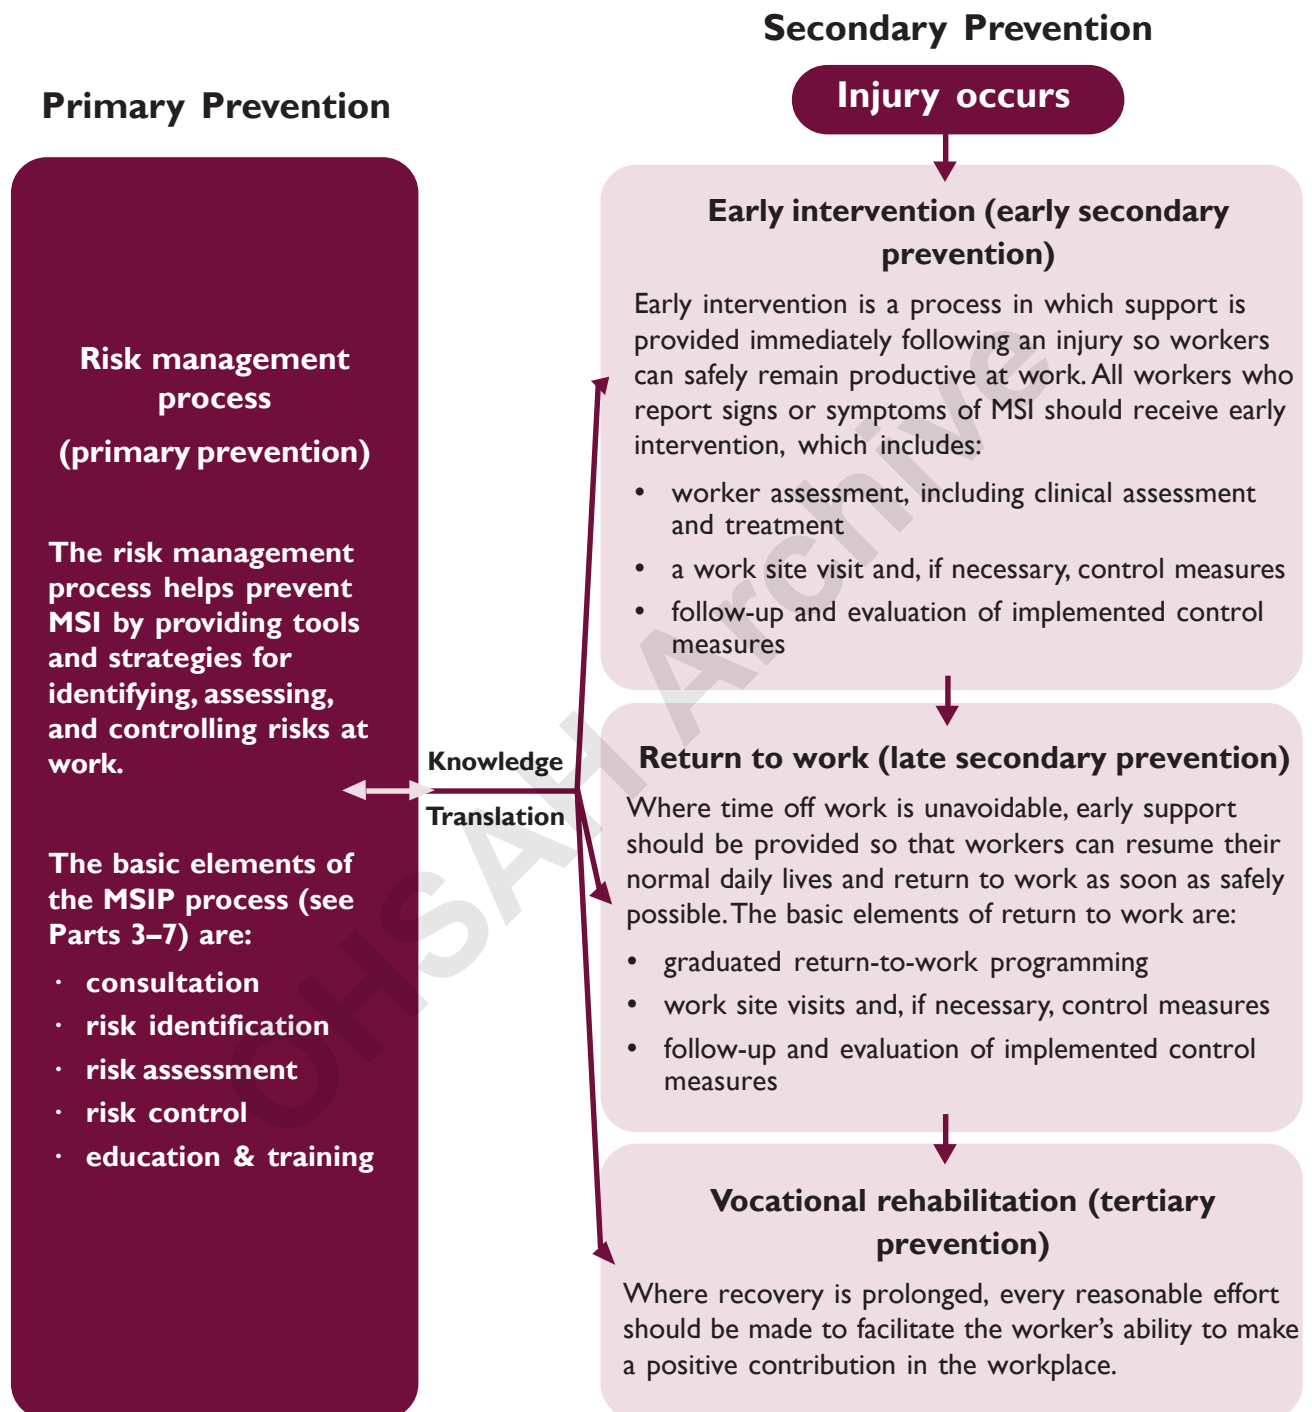 Primary Prevention
Risk management
process
(primary prevention)
The risk management
process helps prevent
MSI by providing tools
and strategies for
identifying, assessing,
and controlling risks at
work.
The basic elements of
the MSIP process (see
Parts 3–7) are:
· consultation
· risk identification
· risk assessment
· risk control
· education & training
Knowledge
Translation
Secondary Prevention
Injury occurs
Early intervention (early secondary
prevention)
Early intervention is a process in which support is
provided immediately following an injury so workers
can safely remain productive at work. All workers who
report signs or symptoms of MSI should receive early
intervention, which includes:
• worker assessment, including clinical assessment
and treatment
• a work site visit and, if necessary, control measures
• follow-up and evaluation of implemented control
measures
Return to work (late secondary prevention)
Where time off work is unavoidable, early support
should be provided so that workers can resume their
normal daily lives and return to work as soon as safely
possible. The basic elements of return to work are:
• graduated return-to-work programming
• work site visits and, if necessary, control measures
• follow-up and evaluation of implemented control
measures
Vocational rehabilitation (tertiary
prevention)
Where recovery is prolonged, every reasonable effort
should be made to facilitate the worker's ability to make
a positive contribution in the workplace.
OHSAH Archive